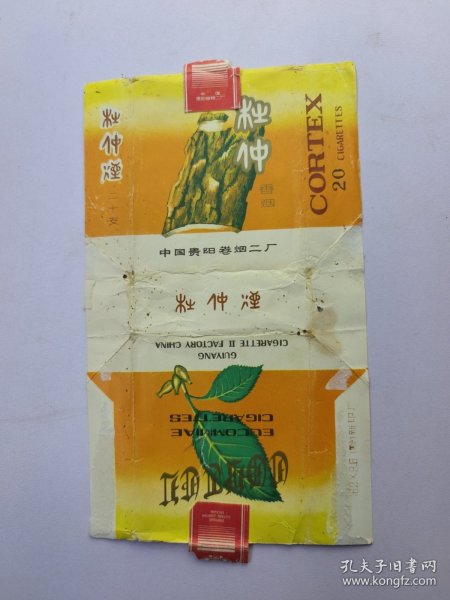 杜仲
香烟
杜仲烟
二十支
CORTEX
20 CIGARETTES
中国贵阳卷烟二厂
杜仲烟
GUIYANG
CIGARETTE II FACTORY CHINA
EUCOMMIAE
CIGARETTES
孔夫子旧书网
www.kongfz.com